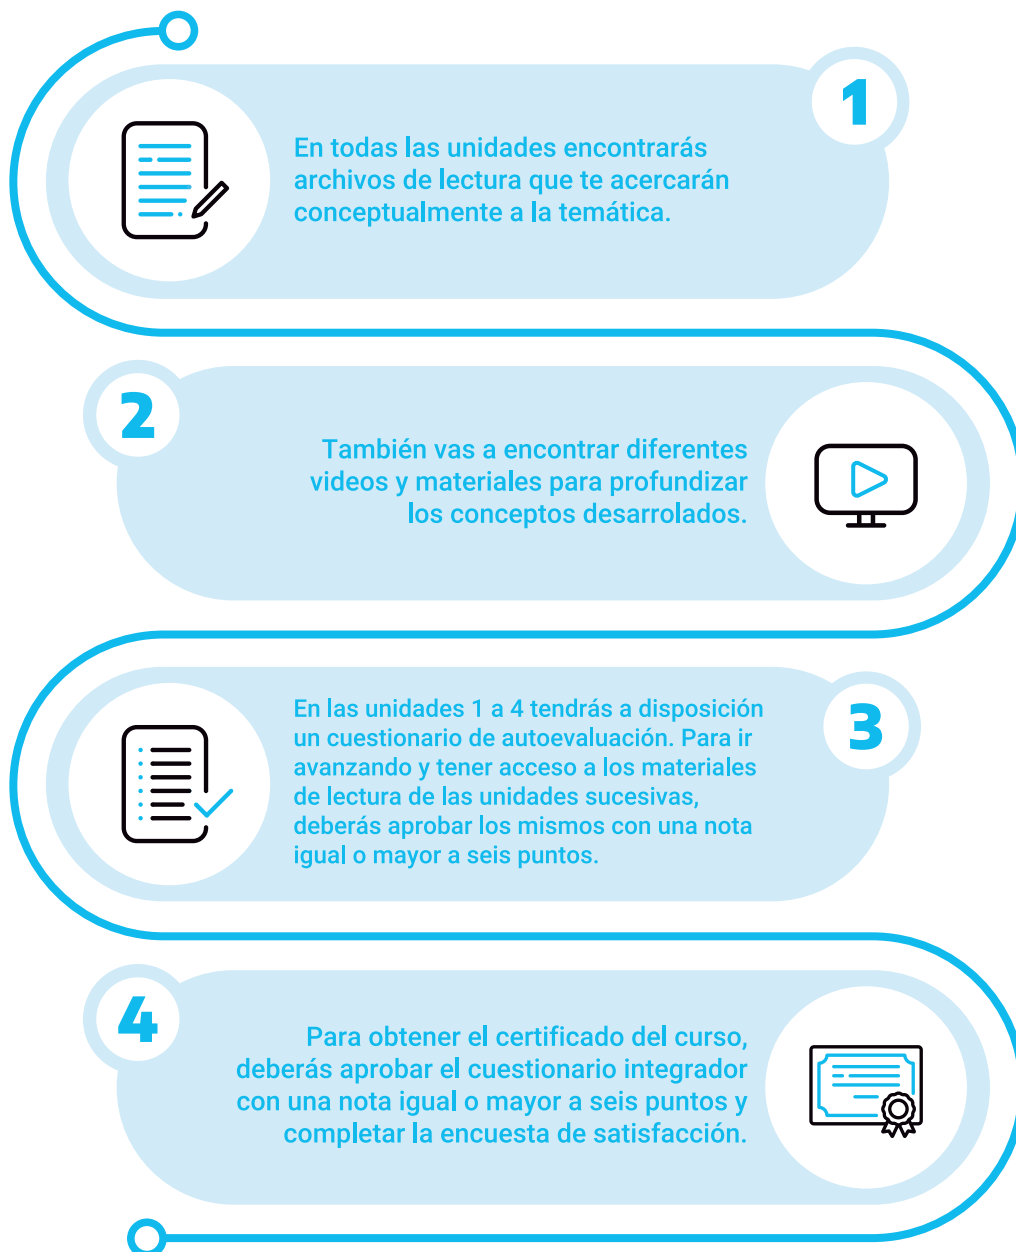 1
En todas las unidades encontrarás
archivos de lectura que te acercarán
conceptualmente a la temática.
2
También vas a encontrar diferentes
videos y materiales para profundizar
los conceptos desarrolados.
3
En las unidades 1 a 4 tendrás a disposición
un cuestionario de autoevaluación. Para ir
avanzando y tener acceso a los materiales
de lectura de las unidades sucesivas,
deberás aprobar los mismos con una nota
igual o mayor a seis puntos.
4
Para obtener el certificado del curso,
deberás aprobar el cuestionario integrador
con una nota igual o mayor a seis puntos y
completar la encuesta de satisfacción.